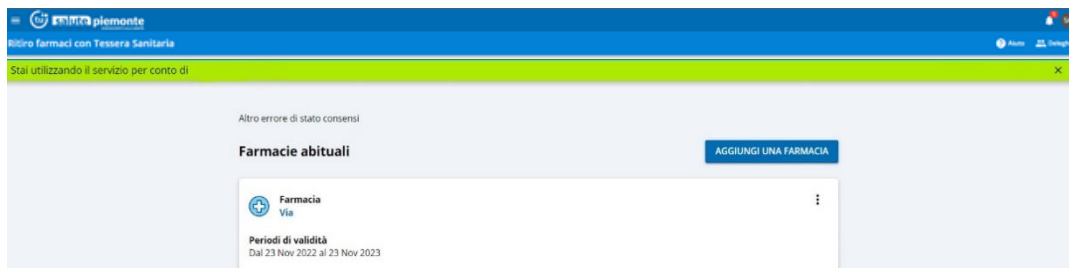 salute piemonte
Ritiro farmaci con Tessera Sanitaria
Aiuto
Stai utilizzando il servizio per conto di
Altro errore di stato consensi
Farmacie abituali
AGGIUNGI UNA FARMACIA
Farmacia
Via
Periodi di validità
Dal 23 Nov 2022 al 23 Nov 2023